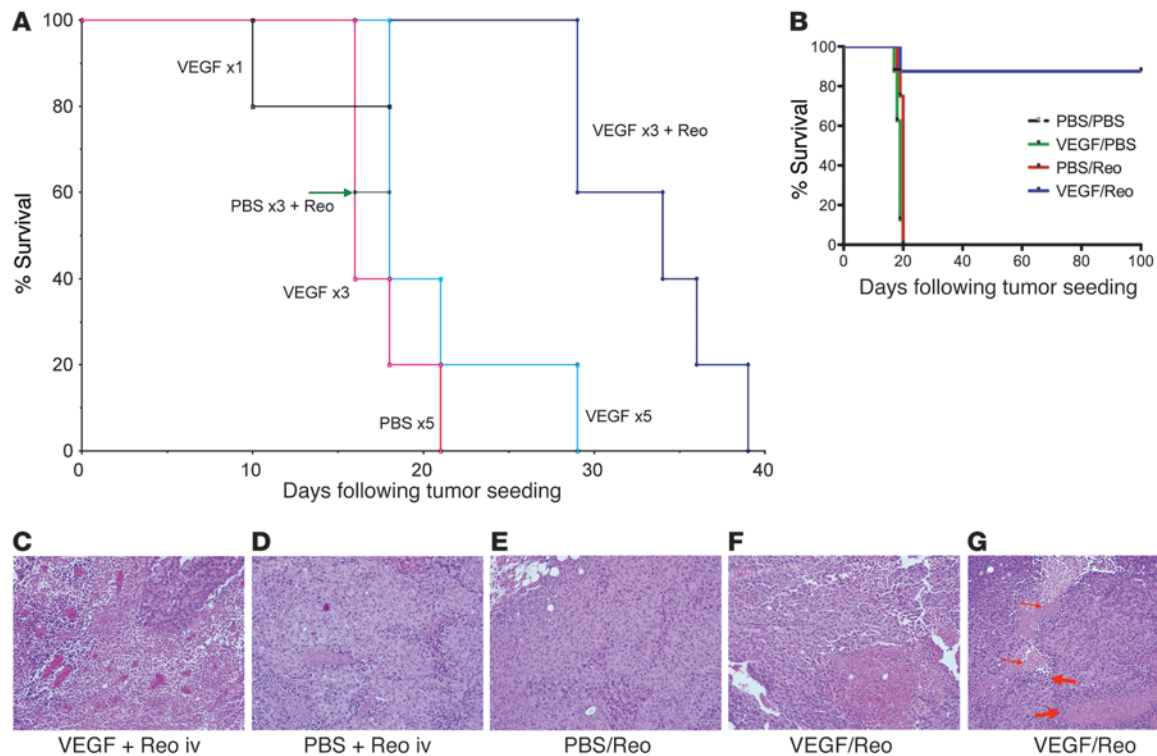 A
100
80
60
40
20
0
% Survival
0
10
20
30
40
Days following tumor seeding
VEGF x1
PBS x3 + Reo
VEGF x3
PBS x5
VEGF x5
VEGF x3 + Reo
B
100
80
60
40
20
0
% Survival
0
20
40
60
80
100
Days following tumor seeding
PBS/PBS
VEGF/PBS
PBS/Reo
VEGF/Reo
C
VEGF + Reo iv
D
PBS + Reo iv
E
PBS/Reo
F
VEGF/Reo
G
VEGF/Reo